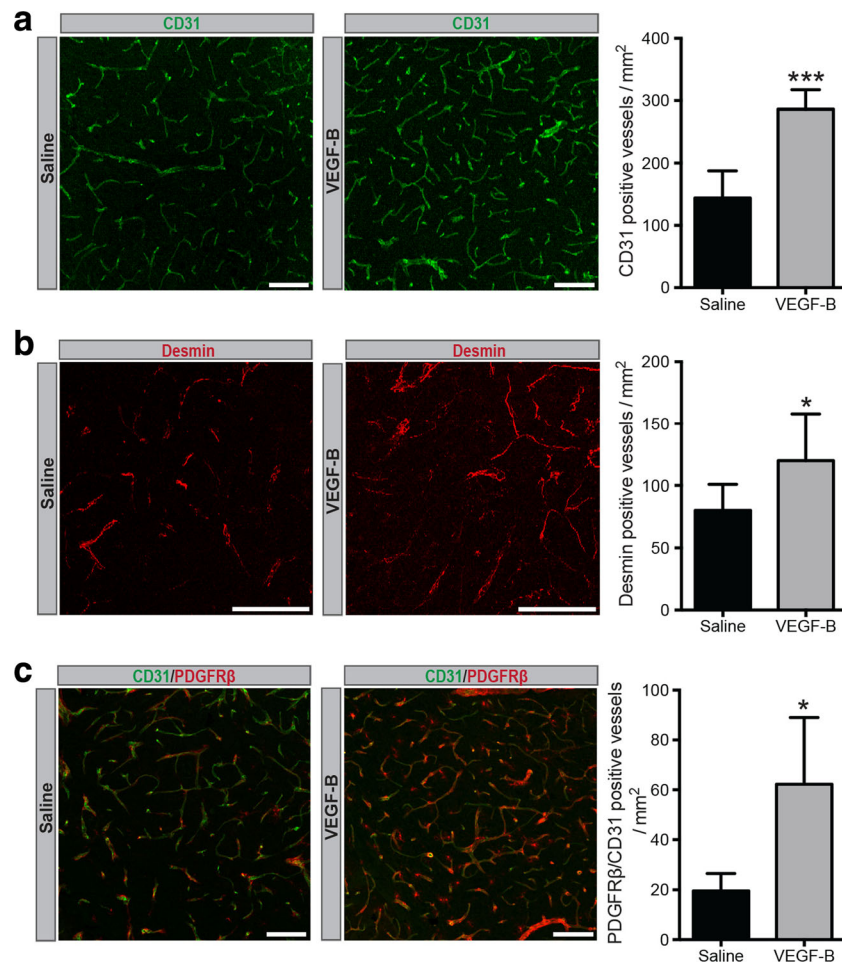 a
CD31
CD31
Saline
VEGF-B
CD31 positive vessels / mm²
400
300
200
100
0
***
Saline
VEGF-B
b
Desmin
Desmin
Saline
VEGF-B
Desmin positive vessels / mm²
200
150
100
50
0
*
Saline
VEGF-B
c
CD31/PDGFRβ
CD31/PDGFRβ
Saline
VEGF-B
PDGFRβ/CD31 positive vessels
/ mm²
100
80
60
40
20
0
*
Saline
VEGF-B